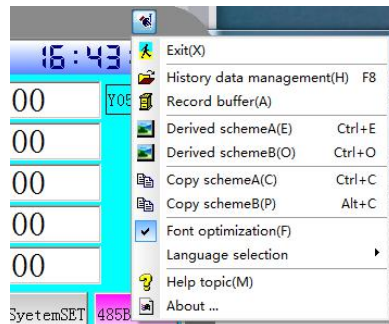 16:43:
Exit(X)
History data management(H) F8
00
Y05
Record buffer(A)
Derived schemeA(E) Ctrl+E
00
Derived schemeB(O) Ctrl+O
00
Copy schemeA(C) Ctrl+C
Copy schemeB(P) Alt+C
00
Font optimization(F)
Language selection
00
Help topic(M)
SyetemSET
485B
About ...